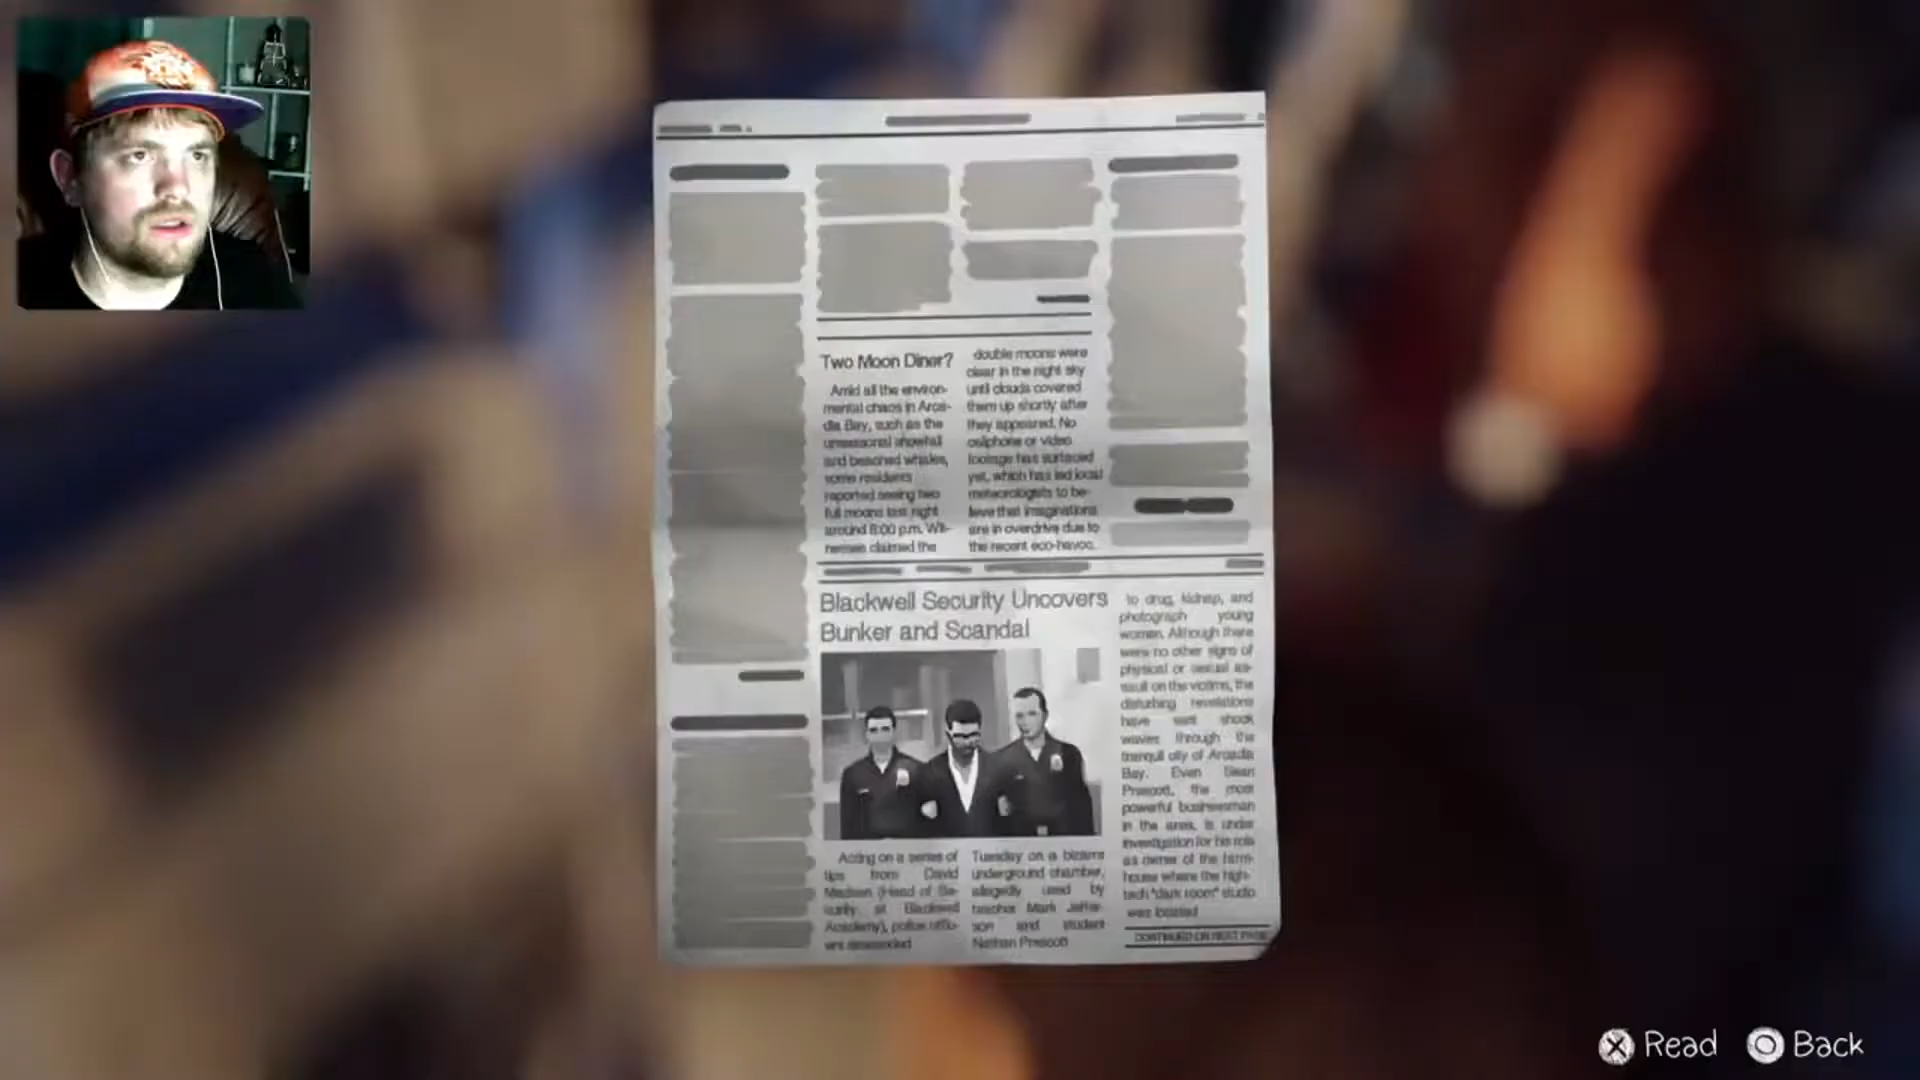 Two Moon Diner?
Amid all the environ-
mental chaos in Arca-
dia Bay, such as the
unseasonal snowfall
and beached whales,
some residents
reported seeing two
full moons last night
around 8:00 p.m. Wit-
nesses claimed the
double moons were
clear in the night sky
until clouds covered
them up shortly after
they appeared. No
cellphone or video
footage has surfaced
yet, which has led local
meteorologists to be-
lieve that imaginations
are in overdrive due to
the recent eco-havoc.
Blackwell Security Uncovers
Bunker and Scandal
Acting on a series of
tips from David
Madsen (Head of Se-
curity at Blackwell
Academy), police offic-
ers descended
Tuesday on a bizarre
underground chamber,
allegedly used by
teacher Mark Jeffer-
son and student
Nathan Prescott
to drug, kidnap, and
photograph young
women. Although there
were no other signs of
physical or sexual as-
sault on the victims, the
disturbing revelations
have sent shock
waves through the
tranquil city of Arcadia
Bay. Even Sean
Prescott, the most
powerful businessman
in the area, is under
investigation for his role
as owner of the farm-
house where the high-
tech "dark room" studio
was located
CONTINUED ON NEXT PAGE
Read
Back